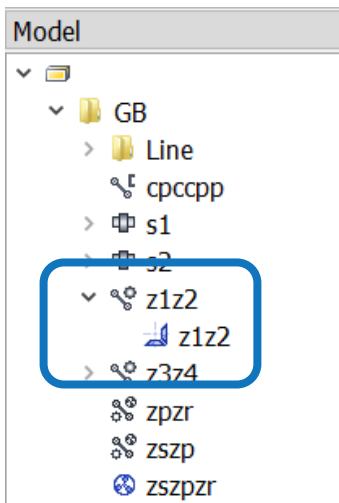 Model
GB
Line
cpccpp
s1
s2
z1z2
z1z2
z3z4
zpzr
zszp
zszpzr